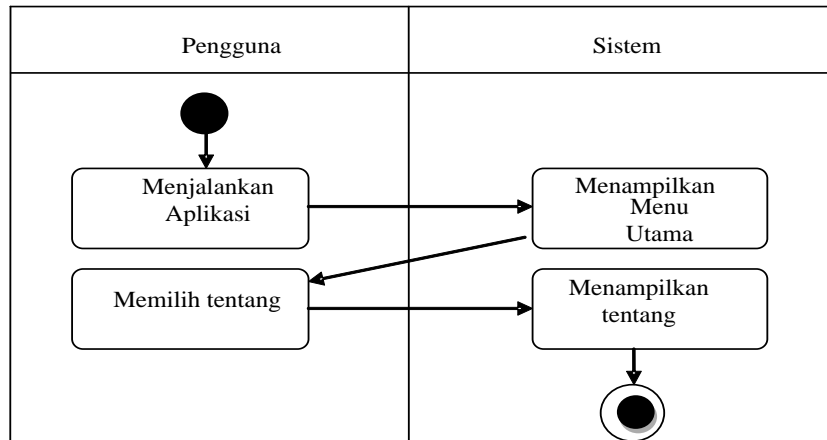 Pengguna
Sistem
Menjalankan
Aplikasi
Menampilkan
Menu
Utama
Memilih tentang
Menampilkan
tentang